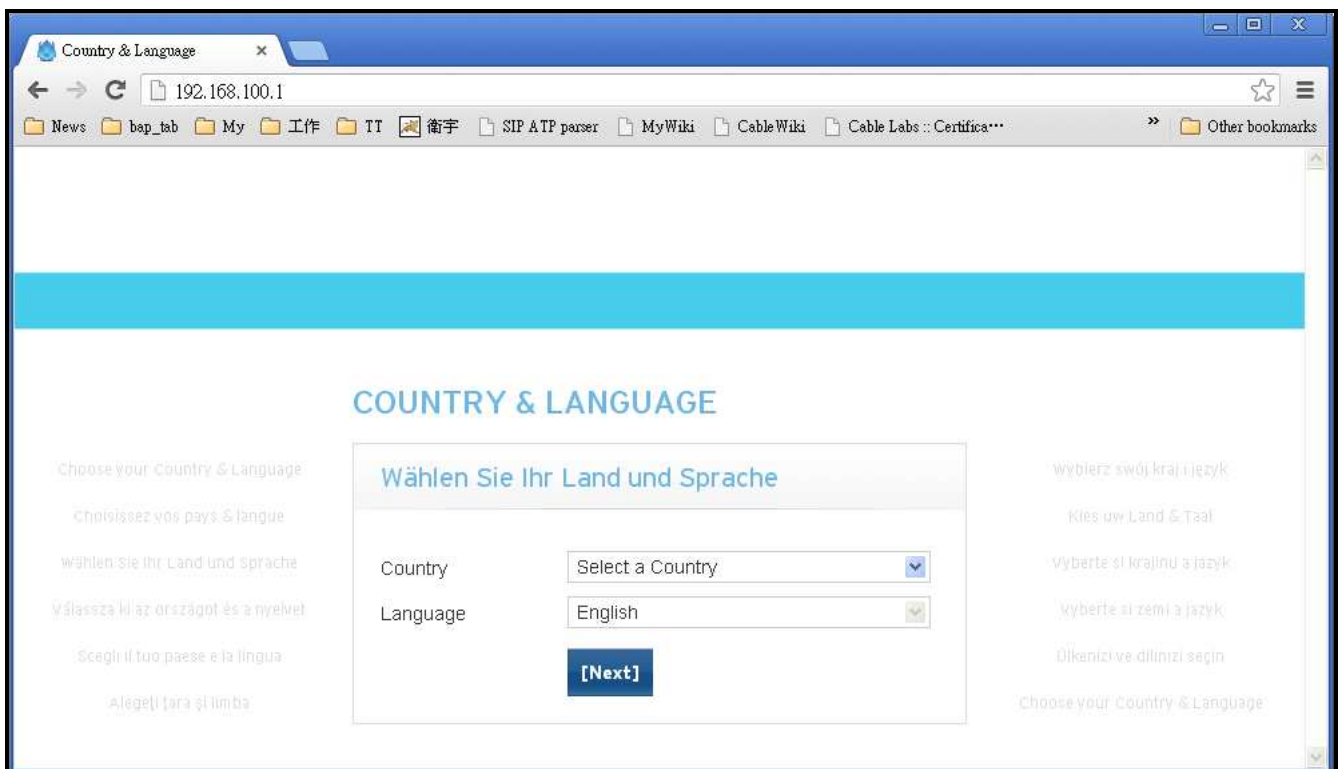 Country & Language
192.168.100.1
News bap_tab My 工作 TT 衛宇 SIP ATP parser MyWiki CableWiki Cable Labs :: Certifica… » Other bookmarks
COUNTRY & LANGUAGE
Choose your Country & Language
Choisissez vos pays & langue
Wählen Sie Ihr Land und Sprache
Válassza ki az országot és a nyelvet
Scegli il tuo paese e la lingua
Alegeţi ţara şi limba
Wählen Sie Ihr Land und Sprache
Country Select a Country
Language English
[Next]
Wybierz swój kraj i język
Kies uw Land & Taal
Vyberte si krajinu a jazyk
Vyberte si zemi a jazyk
Ülkenizi ve dilinizi seçin
Choose your Country & Language